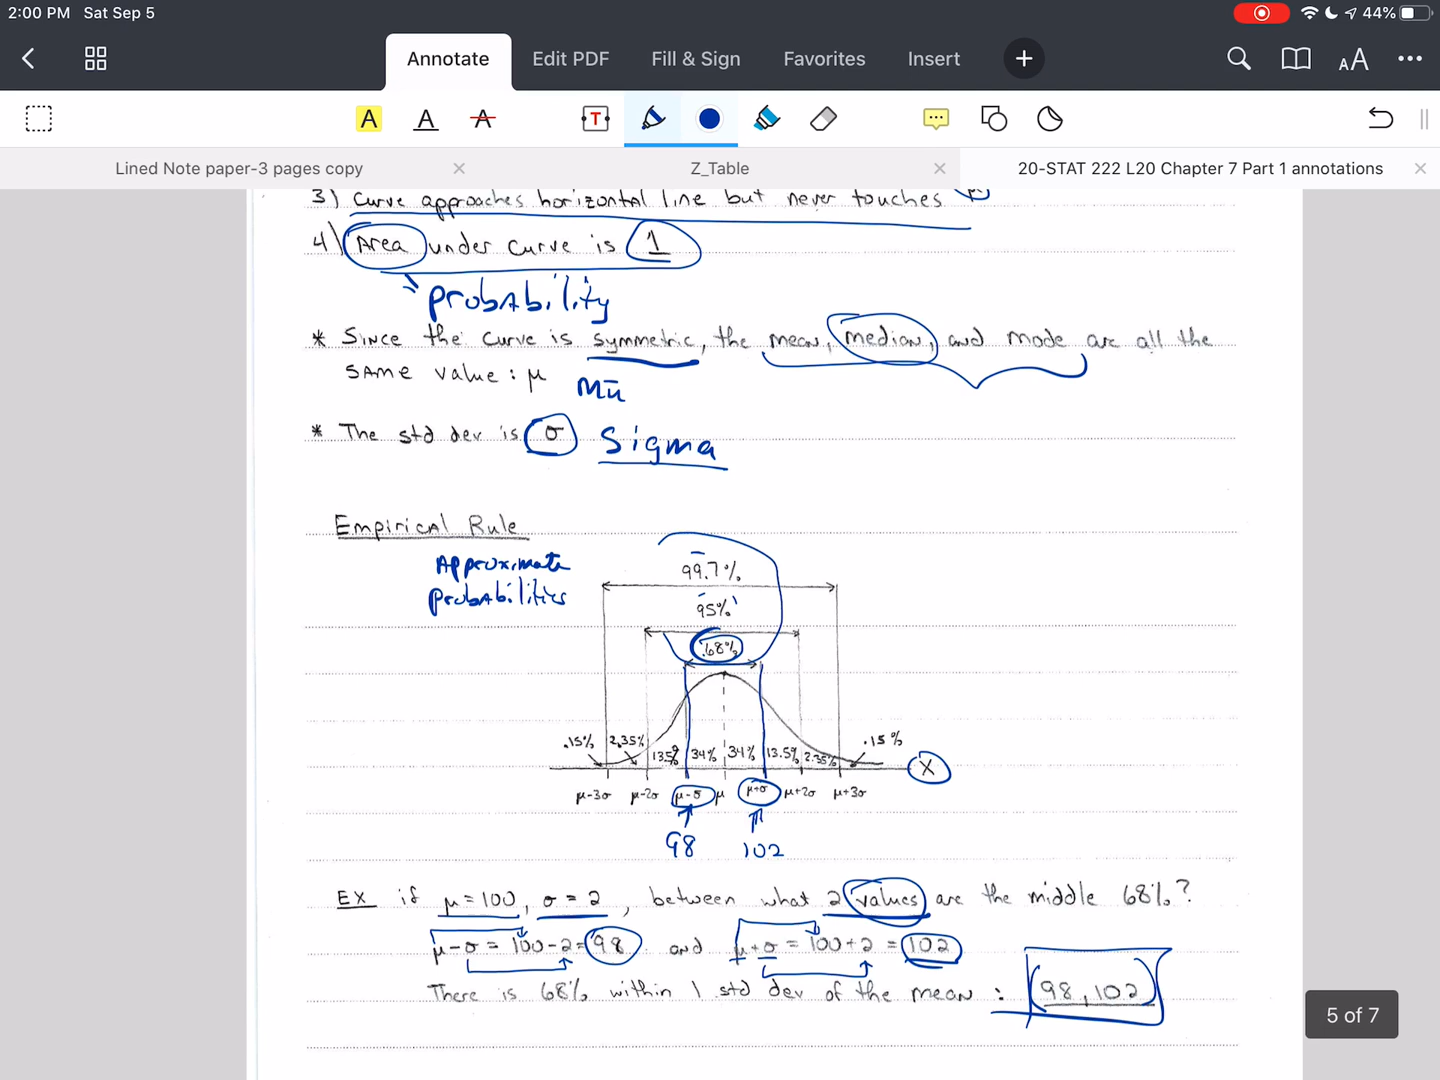 2:00 PM Sat Sep 5
44%
Annotate Edit PDF Fill & Sign Favorites Insert +
A A A T AA
Lined Note paper-3 pages copy × Z_Table × 20-STAT 222 L20 Chapter 7 Part 1 annotations ×
3) Curve approaches horizontal line but never touches
4) Area under curve is 1
probability
* Since the curve is symmetric, the mean, median, and mode are all the
SAME value: μ mū
* The std dev is σ Sigma
Empirical Rule
Approximate
probabilities
99.7%
95%
68%
.15% 2.35% 13.5% 34% 34% 13.5% 2.35% .15%
X
μ-3σ μ-2σ μ-σ μ μ+σ μ+2σ μ+3σ
98 102
EX if μ=100, σ=2, between what 2 values are the middle 68%?
μ-σ = 100-2=98 and μ+σ = 100+2 = 102
There is 68% within 1 std dev of the mean : (98,102)
5 of 7